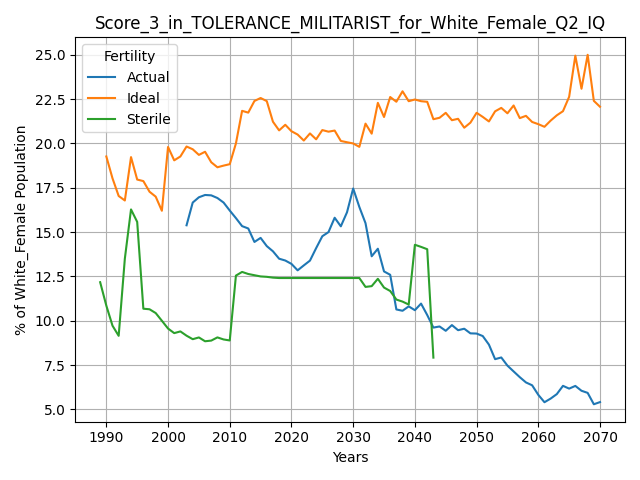 Score_3_in_TOLERANCE_MILITARIST_for_White_Female_Q2_IQ
Fertility
Actual
Ideal
Sterile
% of White_Female Population
25.0
22.5
20.0
17.5
15.0
12.5
10.0
7.5
5.0
1990 2000 2010 2020 2030 2040 2050 2060 2070
Years